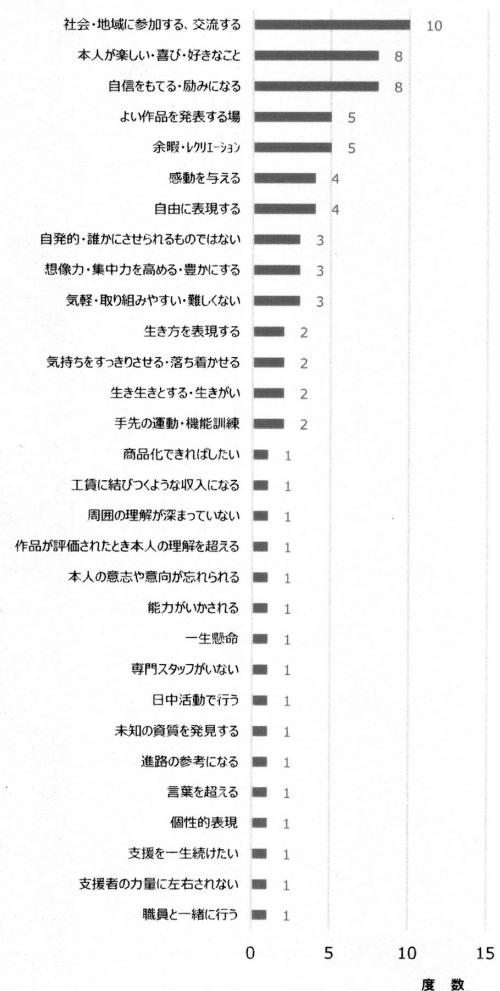 社会・地域に参加する、交流する 10
本人が楽しい・喜び・好きなこと 8
自信をもてる・励みになる 8
よい作品を発表する場 5
余暇・レクリエーション 5
感動を与える 4
自由に表現する 4
自発的・誰かにさせられるものではない 3
想像力・集中力を高める・豊かにする 3
気軽・取り組みやすい・難しくない 3
生き方を表現する 2
気持ちをすっきりさせる・落ち着かせる 2
生き生きとする・生きがい 2
手先の運動・機能訓練 2
商品化できればしたい 1
工賃に結びつくような収入になる 1
周囲の理解が深まっていない 1
作品が評価されたとき本人の理解を超える 1
本人の意志や意向が忘れられる 1
能力がいかされる 1
一生懸命 1
専門スタッフがいない 1
日中活動で行う 1
未知の資質を発見する 1
進路の参考になる 1
言葉を超える 1
個性的表現 1
支援を一生続けたい 1
支援者の力量に左右されない 1
職員と一緒に行う 1
0 5 10 15
度 数